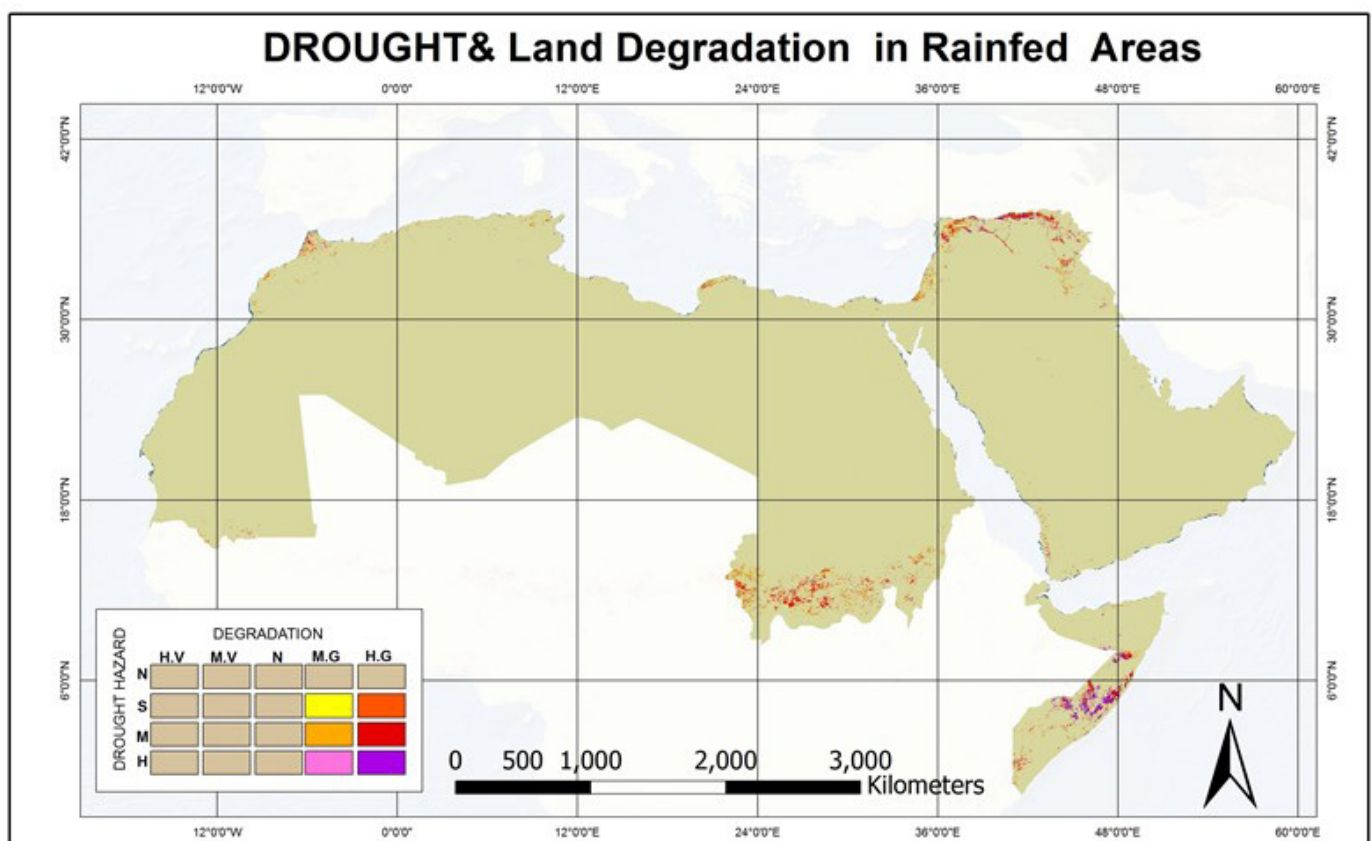 DROUGHT& Land Degradation in Rainfed Areas
12°0'0"W 0°0'0" 12°0'0"E 24°0'0"E 36°0'0"E 48°0'0"E 60°0'0"E
42°0'0"N 42°0'0"N
30°0'0"N 30°0'0"N
18°0'0"N 18°0'0"N
6°0'0"N 6°0'0"N
DEGRADATION
DROUGHT HAZARD
H.V M.V N M.G H.G
N
S
M
H
0 500 1,000 2,000 3,000
Kilometers
N
12°0'0"W 0°0'0" 12°0'0"E 24°0'0"E 36°0'0"E 48°0'0"E 60°0'0"E